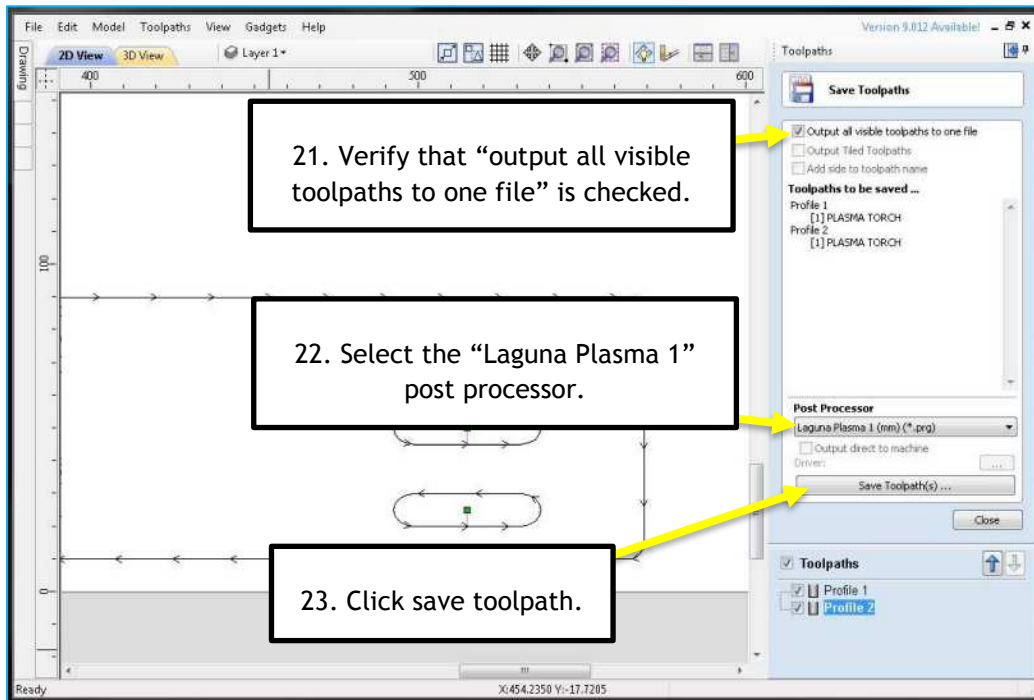 File Edit Model Toolpaths View Gadgets Help
Version 9.012 Available!
Drawing
2D View 3D View
Layer 1
Toolpaths
400 500 600
Save Toolpaths
21. Verify that “output all visible
toolpaths to one file” is checked.
Output all visible toolpaths to one file
Output Tiled Toolpaths
Add side to toolpath name
Toolpaths to be saved ...
Profile 1
[1] PLASMA TORCH
Profile 2
[1] PLASMA TORCH
100
22. Select the “Laguna Plasma 1”
post processor.
Post Processor
Laguna Plasma 1 (mm) (*.prg)
Output direct to machine
Driver:
...
Save Toolpath(s) ...
Close
23. Click save toolpath.
Toolpaths
Profile 1
Profile 2
0
Ready
X:454.2350 Y:-17.7205